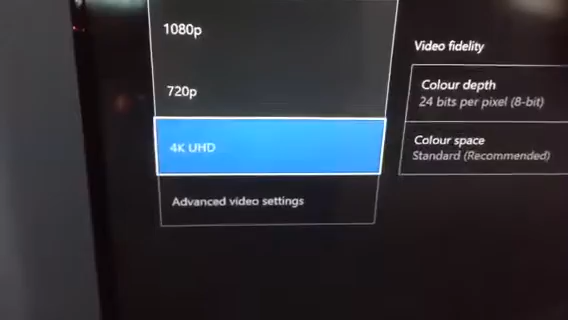 1080p
720p
4K UHD
Advanced video settings
Video fidelity
Colour depth
24 bits per pixel (8-bit)
Colour space
Standard (Recommended)